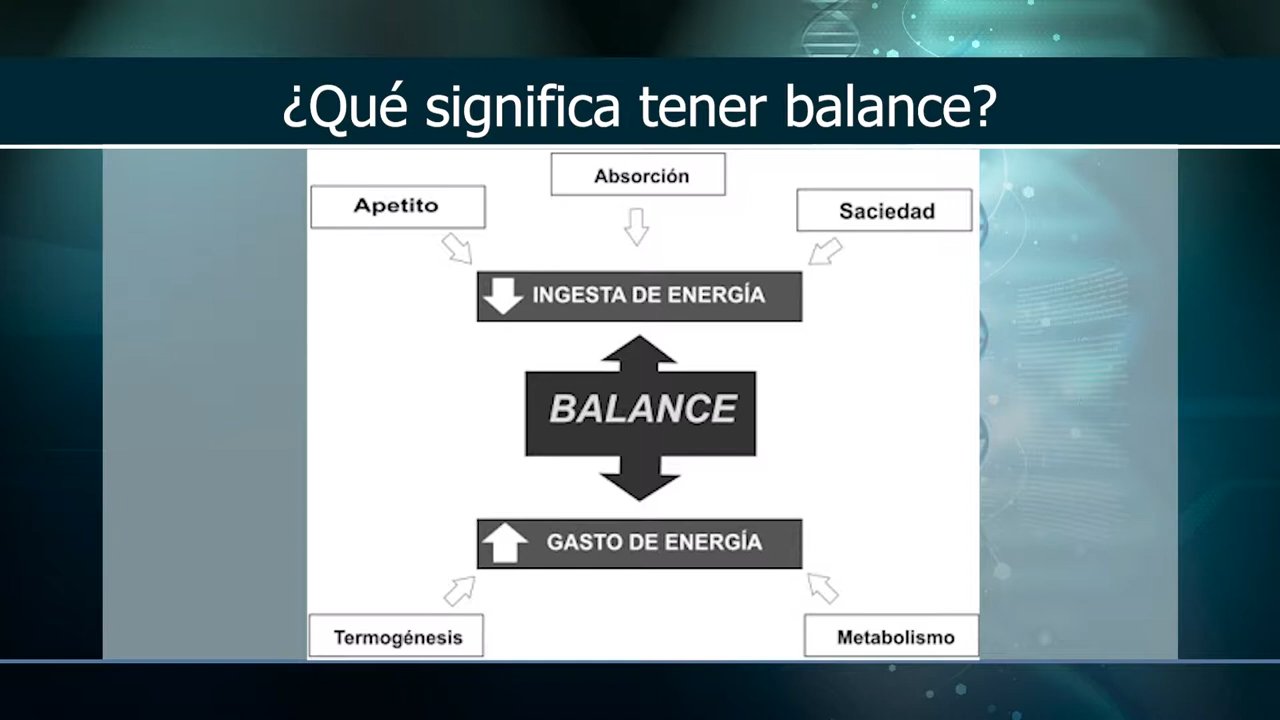 ¿Qué significa tener balance?
Absorción
Apetito
Saciedad
INGESTA DE ENERGÍA
BALANCE
GASTO DE ENERGÍA
Termogénesis
Metabolismo